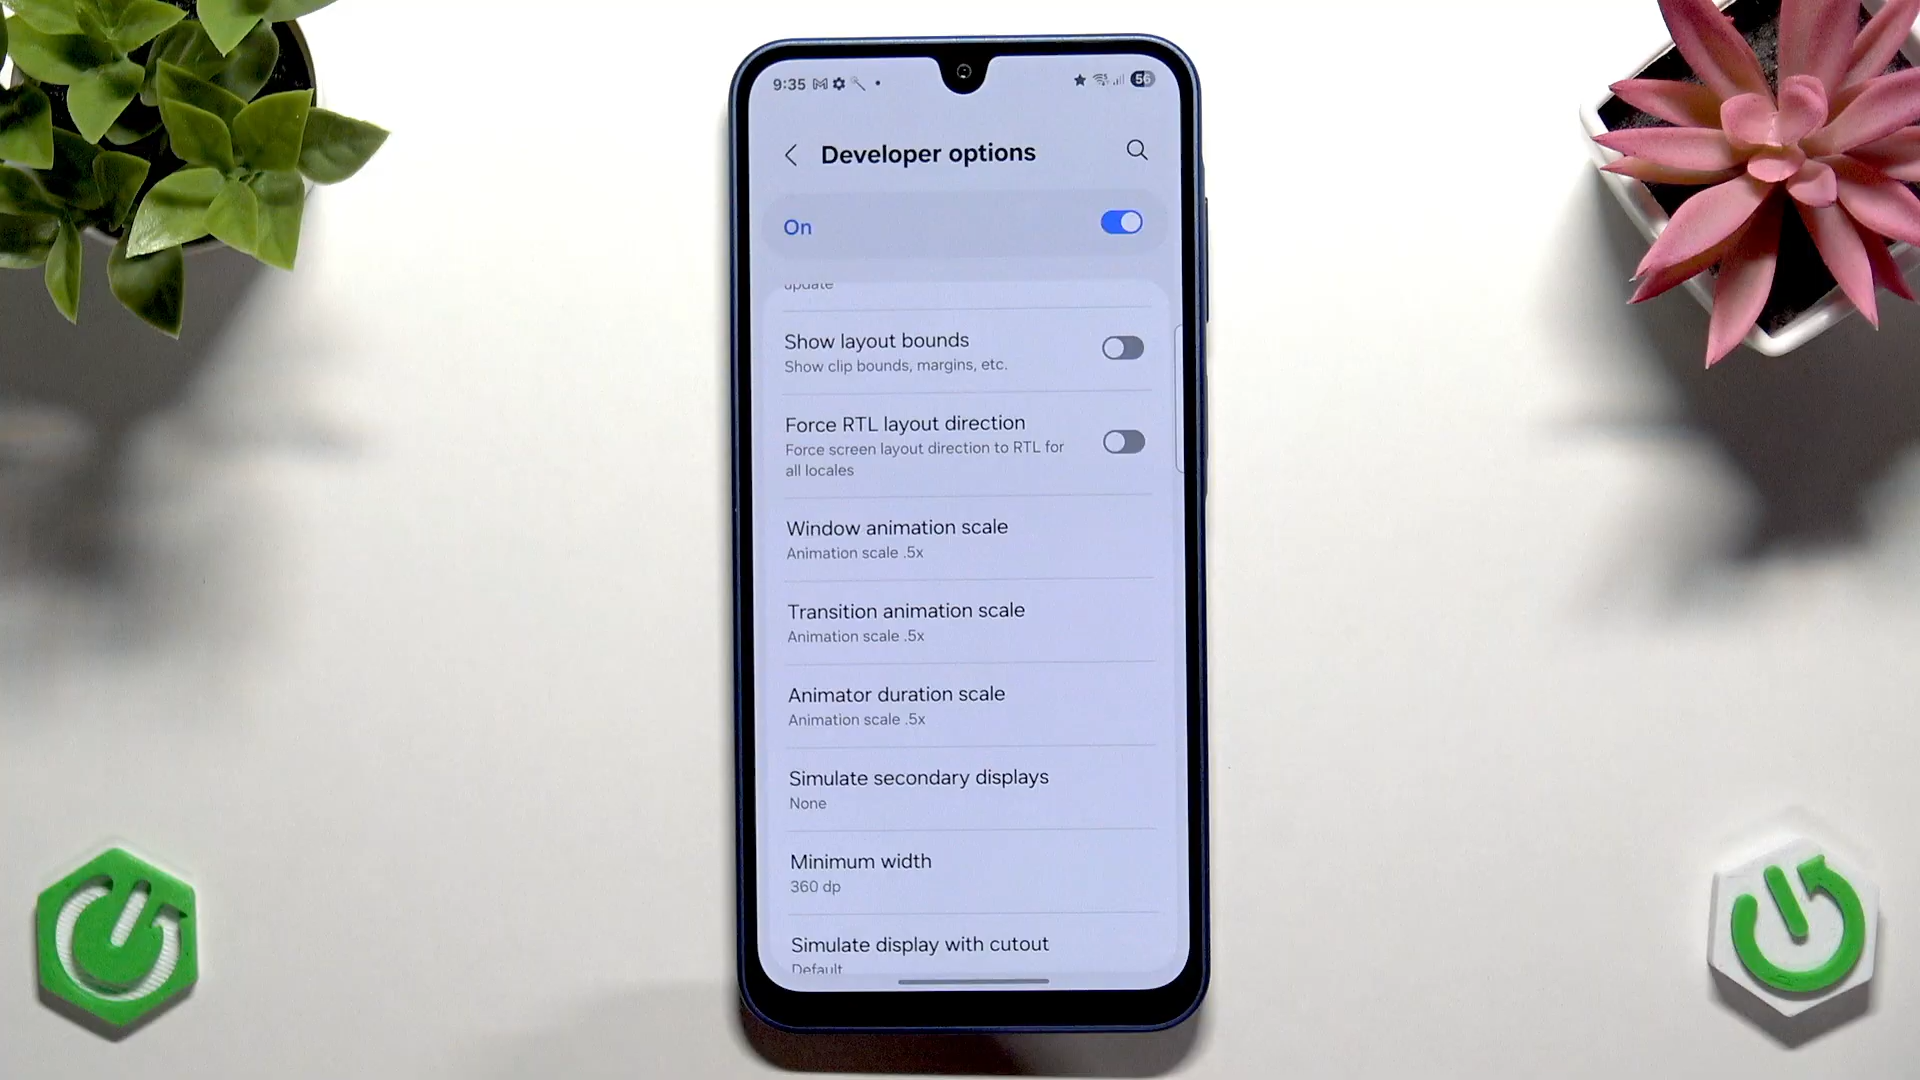 9:35
56
Developer options
On
update
Show layout bounds
Show clip bounds, margins, etc.
Force RTL layout direction
Force screen layout direction to RTL for
all locales
Window animation scale
Animation scale .5x
Transition animation scale
Animation scale .5x
Animator duration scale
Animation scale .5x
Simulate secondary displays
None
Minimum width
360 dp
Simulate display with cutout
Default